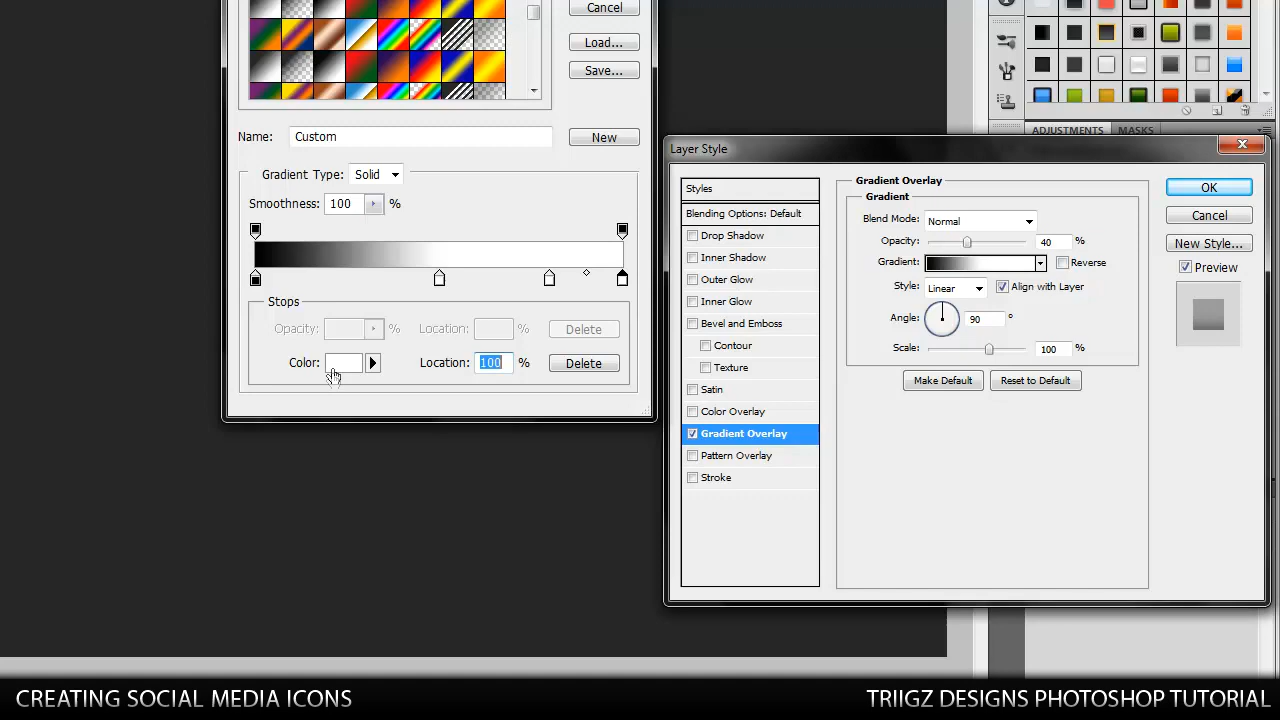 Cancel
Load...
Save...
Name: Custom
New
Gradient Type: Solid
Smoothness: 100 %
Stops
Opacity: % Location: % Delete
Color: Location: 100 % Delete
ADJUSTMENTS MASKS
Layer Style
Styles
Blending Options: Default
Drop Shadow
Inner Shadow
Outer Glow
Inner Glow
Bevel and Emboss
Contour
Texture
Satin
Color Overlay
Gradient Overlay
Pattern Overlay
Stroke
Gradient Overlay
Gradient
Blend Mode: Normal
Opacity: 40 %
Gradient: Reverse
Style: Linear Align with Layer
Angle: 90 °
Scale: 100 %
Make Default Reset to Default
OK
Cancel
New Style...
Preview
CREATING SOCIAL MEDIA ICONS
TRIIGZ DESIGNS PHOTOSHOP TUTORIAL